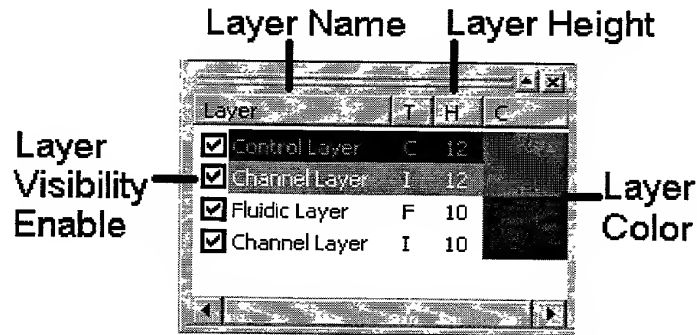 Layer Name Layer Height
Layer T H C
Control Layer C 12
Channel Layer I 12
Fluidic Layer F 10
Channel Layer I 10
Layer
Visibility
Enable
Layer
Color